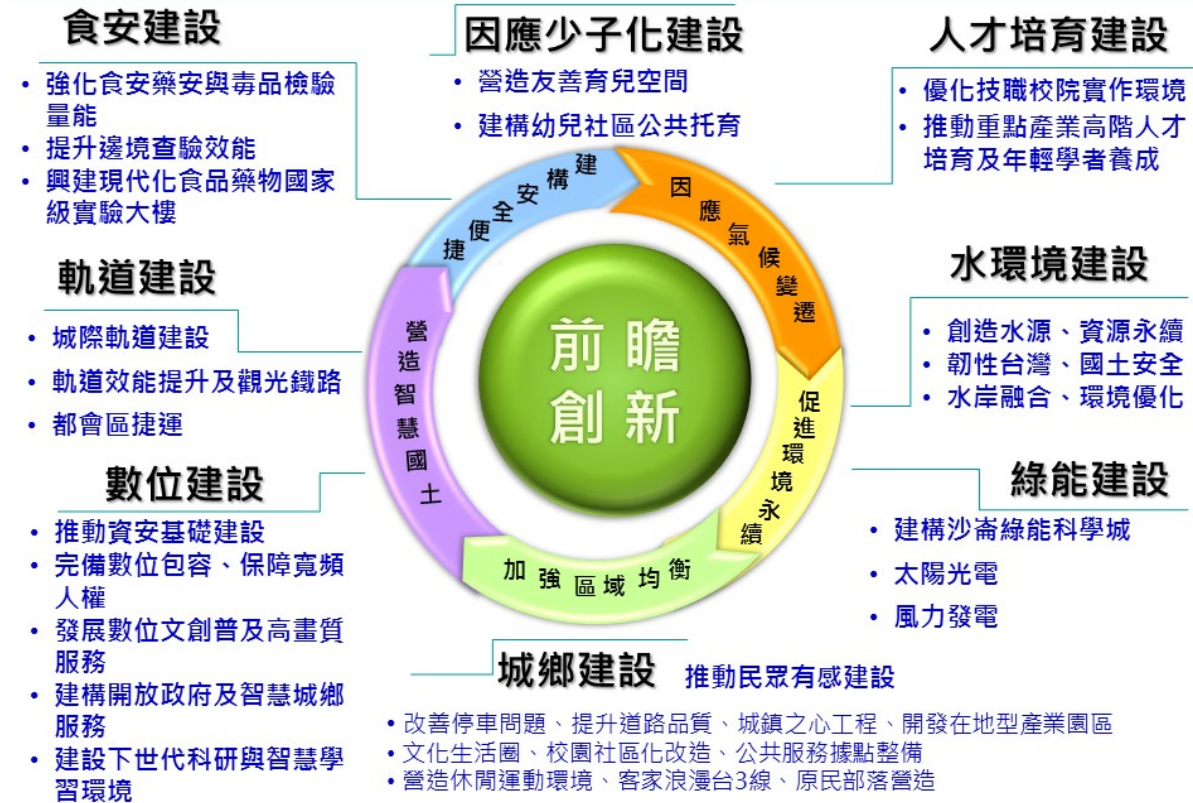 食安建設
• 強化食安藥安與毒品檢驗
量能
• 提升邊境查驗效能
• 興建現代化食品藥物國家
級實驗大樓
因應少子化建設
• 營造友善育兒空間
• 建構幼兒社區公共托育
人才培育建設
• 優化技職校院實作環境
• 推動重點產業高階人才
培育及年輕學者養成
軌道建設
• 城際軌道建設
• 軌道效能提升及觀光鐵路
• 都會區捷運
建構安全便捷
因應氣候變遷
促進環境永續
加強區域均衡
營造智慧國土
前瞻
創新
水環境建設
• 創造水源、資源永續
• 韌性台灣、國土安全
• 水岸融合、環境優化
數位建設
• 推動資安基礎建設
• 完備數位包容、保障寬頻
人權
• 發展數位文創普及高畫質
服務
• 建構開放政府及智慧城鄉
服務
• 建設下世代科研與智慧學
習環境
綠能建設
• 建構沙崙綠能科學城
• 太陽光電
• 風力發電
城鄉建設 推動民眾有感建設
• 改善停車問題、提升道路品質、城鎮之心工程、開發在地型產業園區
• 文化生活圈、校園社區化改造、公共服務據點整備
• 營造休閒運動環境、客家浪漫台3線、原民部落營造